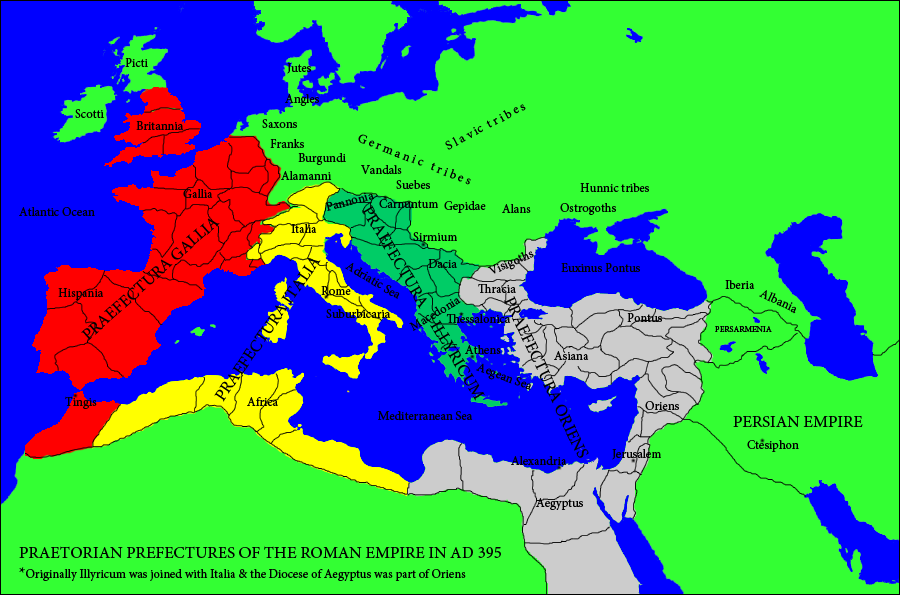 Jutes
Picti
Angles
Scotti
Britannia
Saxons
Slavic tribes
Franks
Germanic tribes
Burgundi
Vandals
Alamanni
Suebes
Hunnic tribes
Gallia
Pannonia
Carnuntum
Gepidae
Alans
Ostrogoths
Atlantic Ocean
Italia
Sirmium
PRAEFECTURA GALLIA
PRAEFECTURA ITALIA
PRAEFECTURA ILLYRICUM
PRAEFECTURA ORIENS
Dacia
Visigoths
Euxinus Pontus
Adriatic Sea
Hispania
Rome
Thracia
Iberia
Albania
Suburbicaria
Macedonia
Thessalonica
Pontus
PERSARMENIA
Athens
Asiana
Aegean Sea
Tingis
Africa
Oriens
Mediterranean Sea
PERSIAN EMPIRE
Ctesiphon
Alexandria
Jerusalem
Aegyptus
PRAETORIAN PREFECTURES OF THE ROMAN EMPIRE IN AD 395
*Originally Illyricum was joined with Italia & the Diocese of Aegyptus was part of Oriens